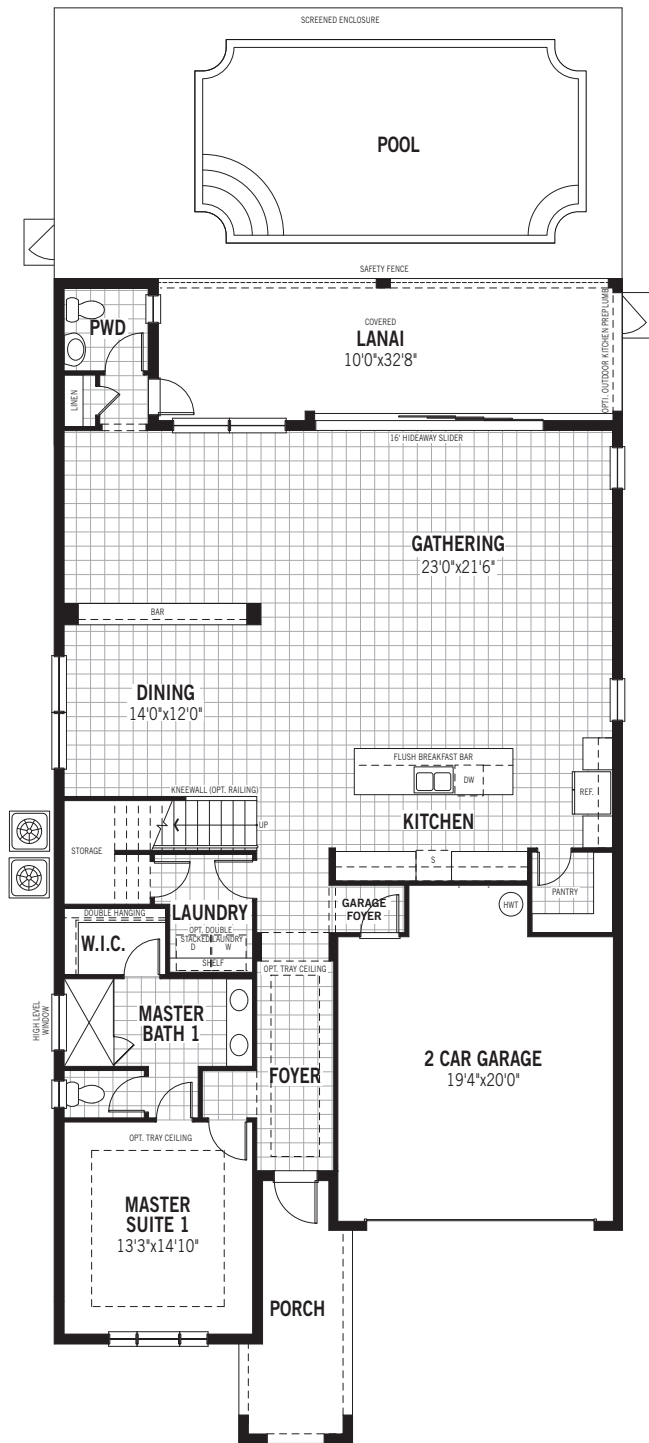 SCREENED ENCLOSURE
POOL
SAFETY FENCE
PWD
COVERED
LANAI
10'0"x32'8"
OPTI. OUTDOOR KITCHEN PREP LUMB
LINEN
16' HIDEAWAY SLIDER
GATHERING
23'0"x21'6"
BAR
DINING
14'0"x12'0"
FLUSH BREAKFAST BAR
DW
REF.
KNEEWALL (OPT. RAILING)
KITCHEN
UP
STORAGE
S
PANTRY
LAUNDRY
OPT. DOUBLE
STACKED LAUNDRY
D W
SHELF
GARAGE
FOYER
HWT
DOUBLE HANGING
W.I.C.
OPT. TRAY CEILING
HIGH LEVEL
WINDOW
MASTER
BATH 1
FOYER
2 CAR GARAGE
19'4"x20'0"
OPT. TRAY CEILING
MASTER
SUITE 1
13'3"x14'10"
PORCH